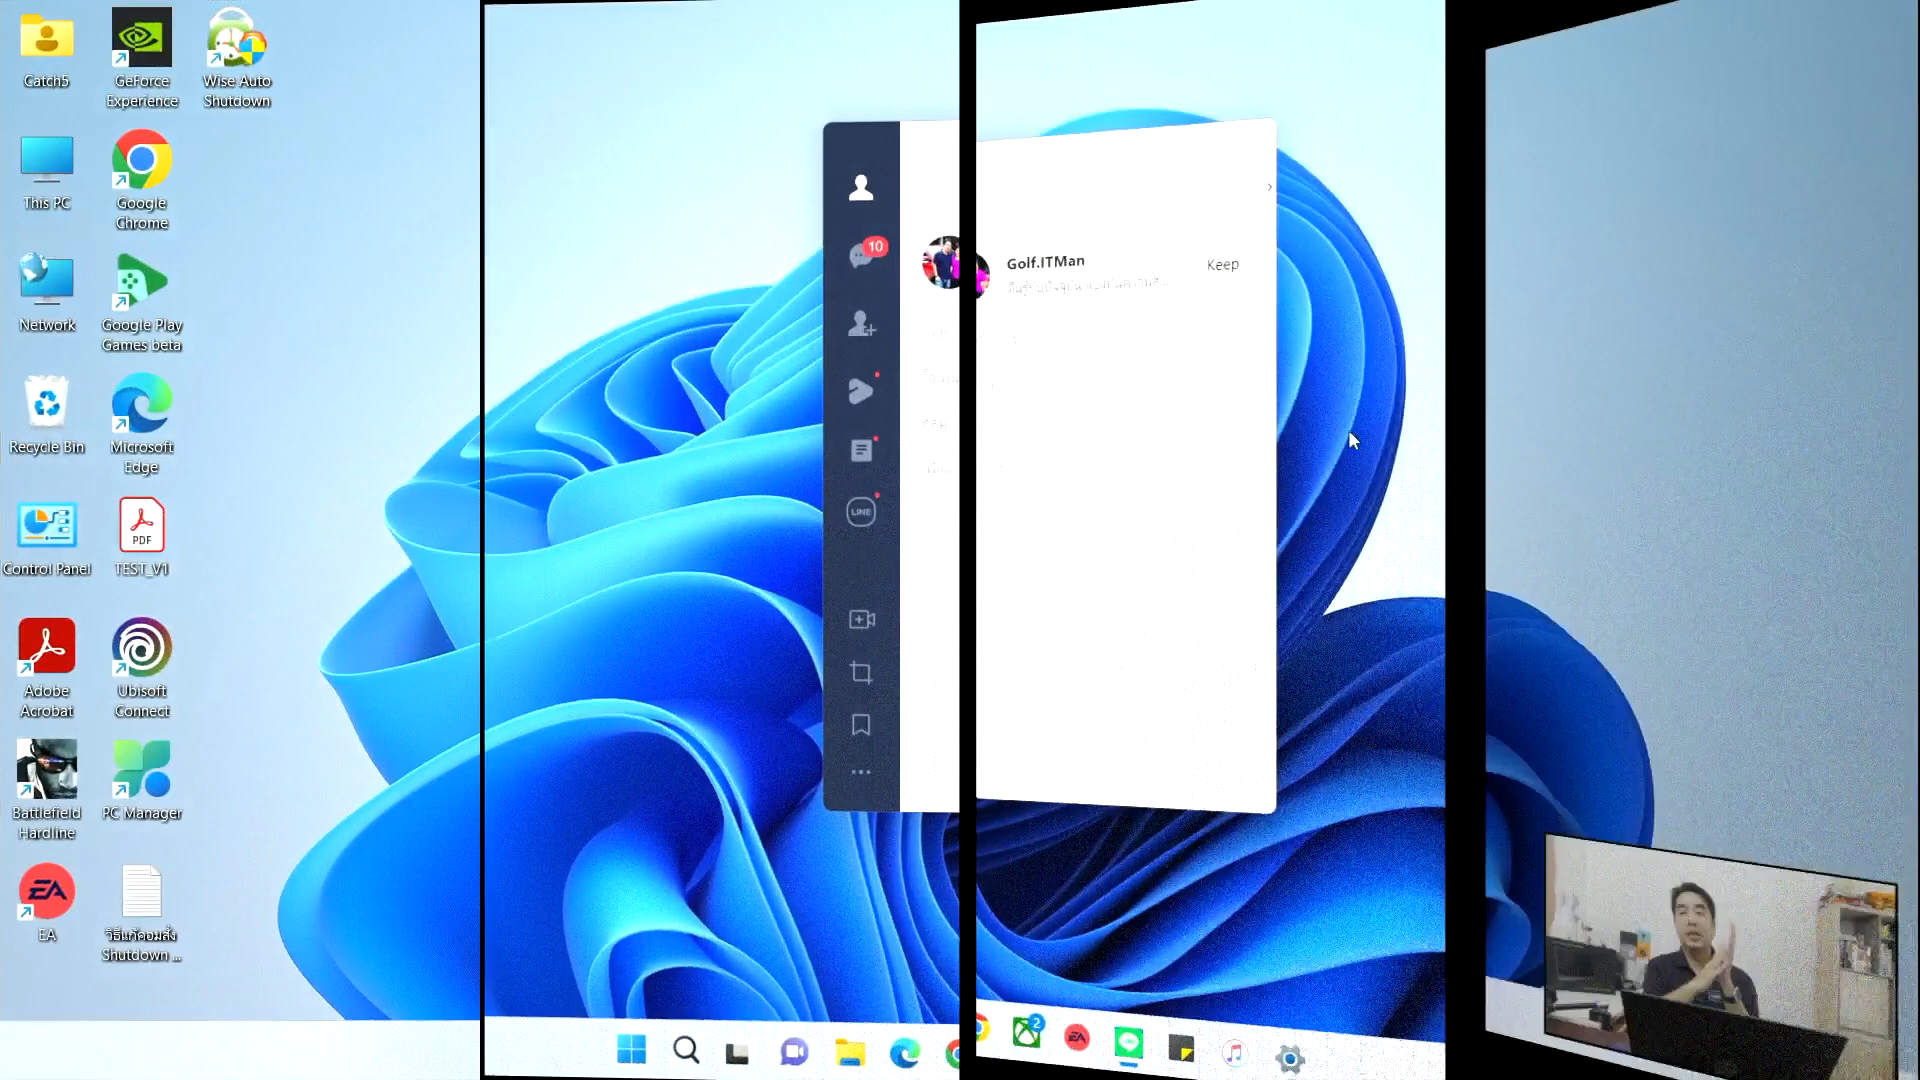 Catch5
GeForce
Experience
Wise Auto
Shutdown
This PC
Google
Chrome
Network
Google Play
Games beta
Recycle Bin
Microsoft
Edge
Control Panel
PDF
TEST_V1
Adobe
Acrobat
Ubisoft
Connect
Battlefield
Hardline
PC Manager
EA
EA
วิธีแก้คอมสั่ง
Shutdown ...
10
LINE
Golf.ITMan
Keep
2
EA